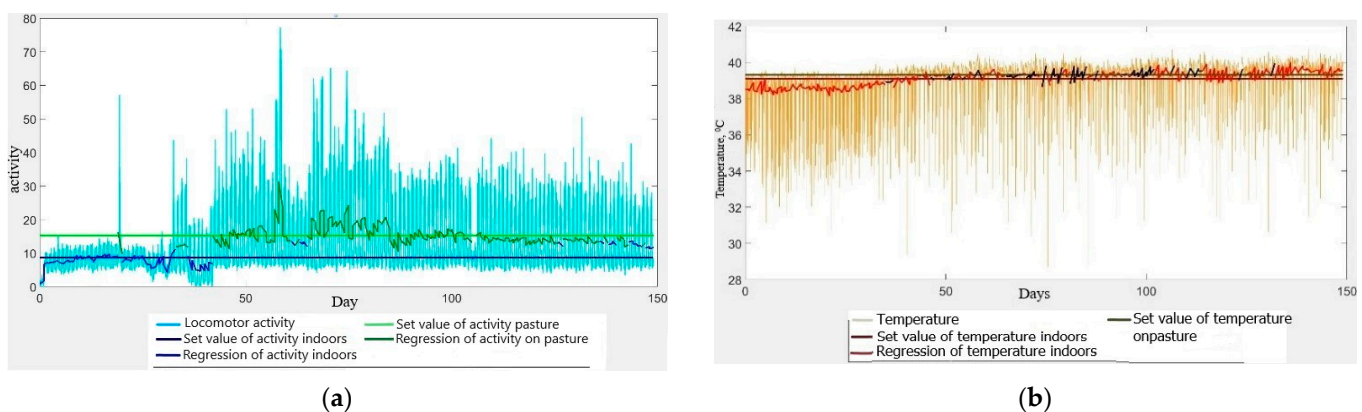 80
70
60
50
40
30
20
10
0
activity
0
50
100
150
Day
Locomotor activity
Set value of activity pasture
Set value of activity indoors
Regression of activity on pasture
Regression of activity indoors
(a)
42
40
38
36
34
32
30
28
Temperature, ⁰C
0
50
100
150
Days
Temperature
Set value of temperature
onpasture
Set value of temperature indoors
Regression of temperature indoors
(b)